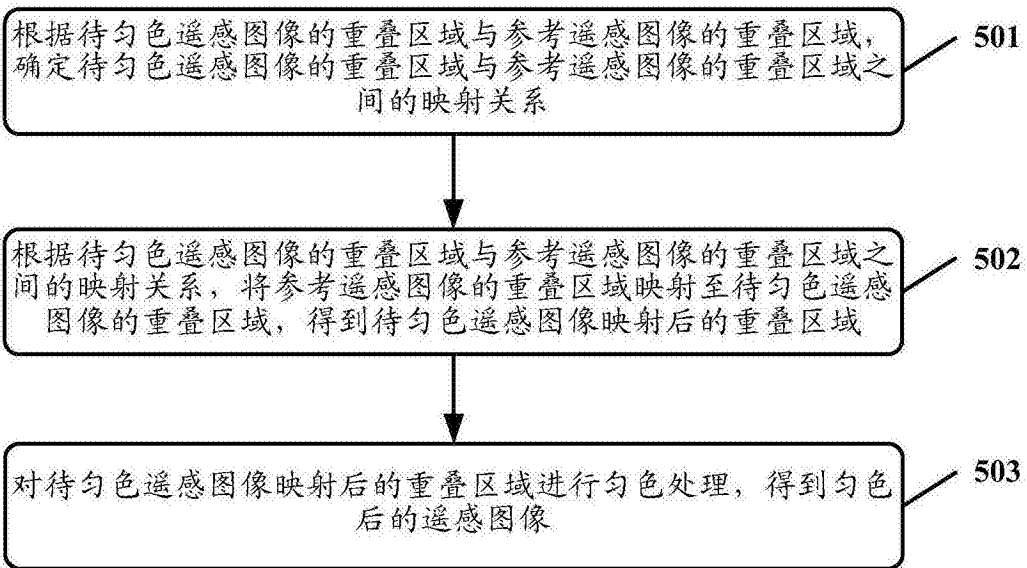 根据待匀色遥感图像的重叠区域与参考遥感图像的重叠区域，
确定待匀色遥感图像的重叠区域与参考遥感图像的重叠区域之
间的映射关系
501
根据待匀色遥感图像的重叠区域与参考遥感图像的重叠区域之
间的映射关系，将参考遥感图像的重叠区域映射至待匀色遥感
图像的重叠区域，得到待匀色遥感图像映射后的重叠区域
502
对待匀色遥感图像映射后的重叠区域进行匀色处理，得到匀色
后的遥感图像
503